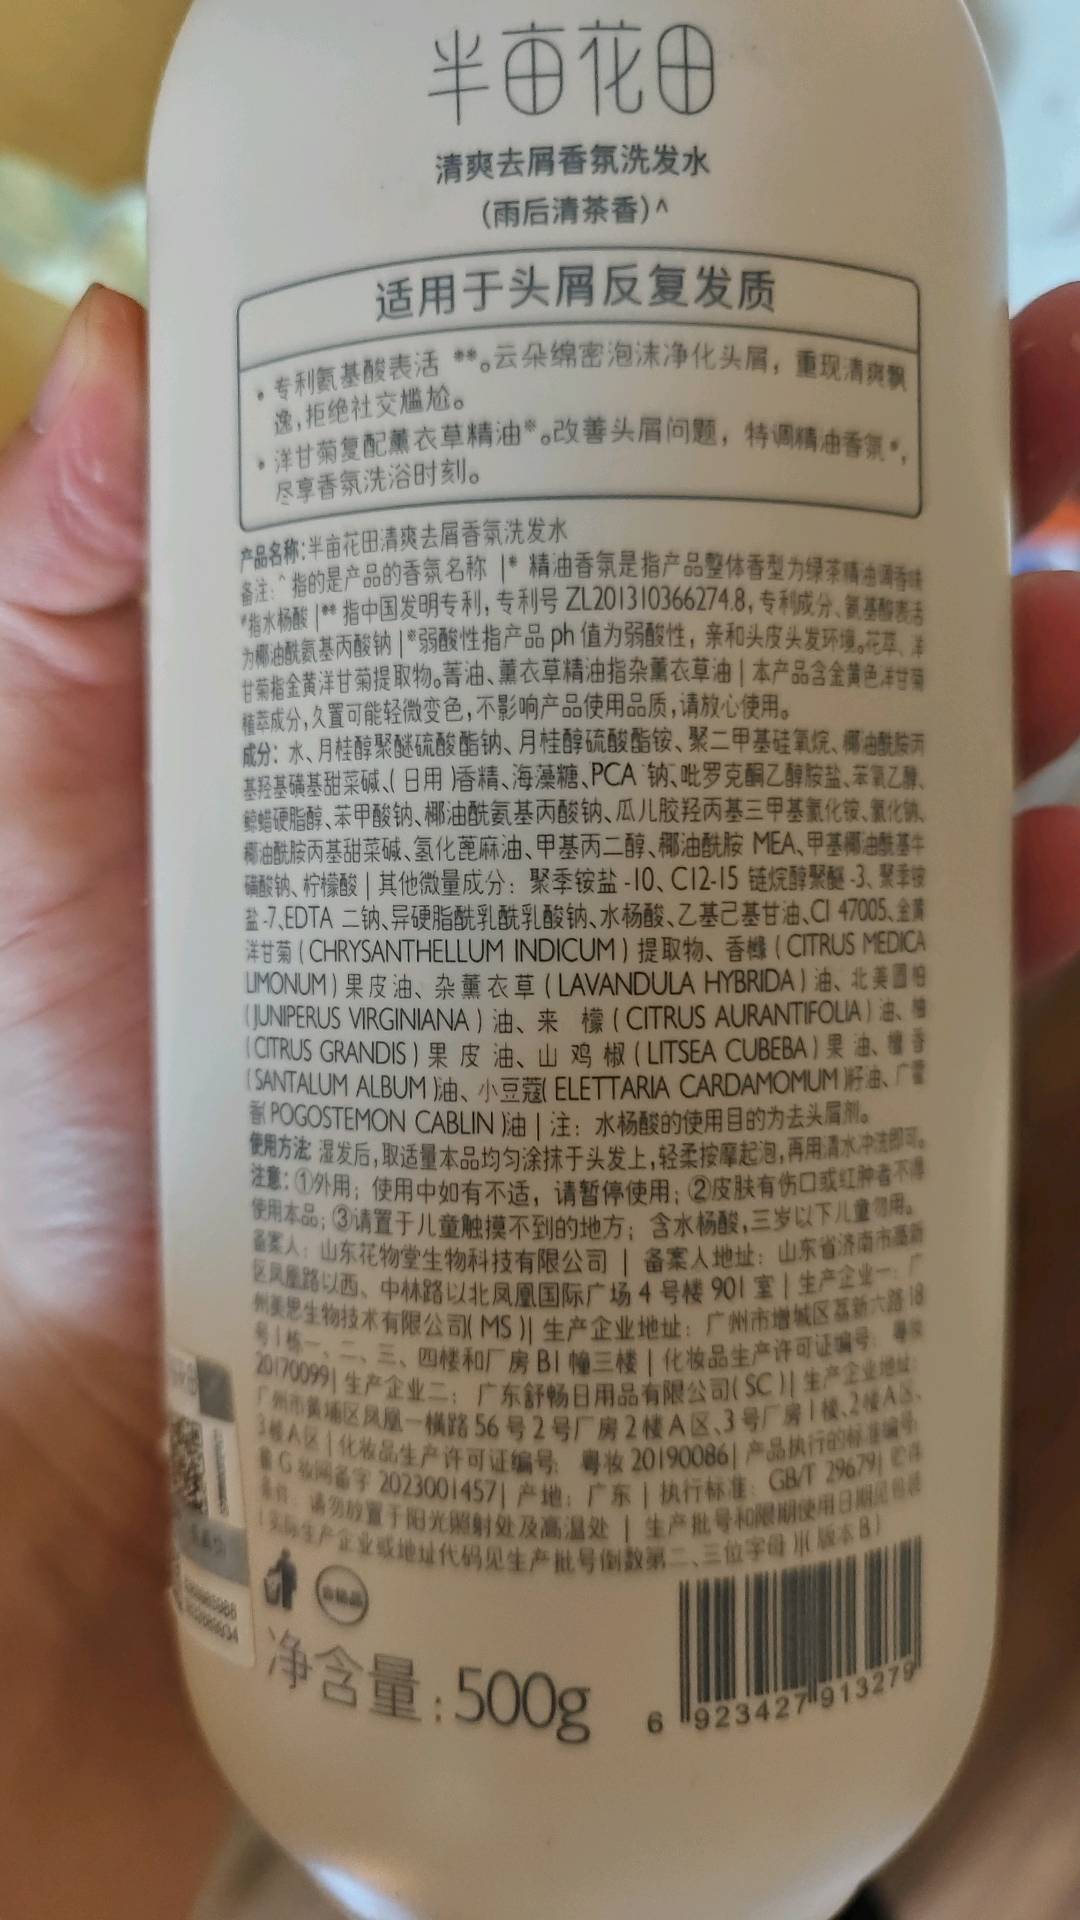 半亩花田
清爽去屑香氛洗发水
(雨后清茶香)^
适用于头屑反复发质
• 专利氨基酸表活 **。云朵绵密泡沫净化头屑，重现清爽飘
逸,拒绝社交尴尬。
• 洋甘菊复配薰衣草精油*。改善头屑问题，特调精油香氛*，
尽享香氛洗浴时刻。
产品名称:半亩花田清爽去屑香氛洗发水
备注:^指的是产品的香氛名称 |* 精油香氛是指产品整体香型为绿茶精油调香味
*指水杨酸|** 指中国发明专利,专利号 ZL201310366274.8,专利成分、氨基酸表活
为椰油酰氨基丙酸钠|*弱酸性指产品 ph 值为弱酸性，亲和头皮头发环境。花萃、洋
甘菊指金黄洋甘菊提取物。菁油、薰衣草精油指杂薰衣草油|本产品含金黄色洋甘菊
植萃成分,久置可能轻微变色,不影响产品使用品质,请放心使用。
成分：水、月桂醇聚醚硫酸酯钠、月桂醇硫酸酯铵、聚二甲基硅氧烷、椰油酰胺丙
基羟基磺基甜菜碱、(日用)香精、海藻糖、PCA 钠、吡罗克酮乙醇胺盐、苯氧乙醇、
鲸蜡硬脂醇、苯甲酸钠、椰油酰氨基丙酸钠、瓜儿胶羟丙基三甲基氯化铵、氯化钠、
椰油酰胺丙基甜菜碱、氢化蓖麻油、甲基丙二醇、椰油酰胺 MEA、甲基椰油酰基牛
磺酸钠、柠檬酸|其他微量成分：聚季铵盐 -10、C12-15 链烷醇聚醚 -3、聚季铵
盐 -7、EDTA 二钠、异硬脂酰乳酰乳酸钠、水杨酸、乙基己基甘油、CI 47005、金黄
洋甘菊(CHRYSANTHELLUM INDICUM)提取物、香橼(CITRUS MEDICA
LIMONUM)果皮油、杂薰衣草(LAVANDULA HYBRIDA)油、北美圆柏
(JUNIPERUS VIRGINIANA)油、来 檬(CITRUS AURANTIFOLIA)油、柚
(CITRUS GRANDIS)果皮油、山鸡椒(LITSEA CUBEBA)果油、檀香
(SANTALUM ALBUM)油、小豆蔻(ELETTARIA CARDAMOMUM)籽油、广藿
香(POGOSTEMON CABLIN)油|注：水杨酸的使用目的为去头屑剂。
使用方法:湿发后,取适量本品均匀涂抹于头发上,轻柔按摩起泡,再用清水冲洗即可。
注意:①外用；使用中如有不适，请暂停使用；②皮肤有伤口或红肿者不得
使用本品；③请置于儿童触摸不到的地方；含水杨酸,三岁以下儿童勿用。
备案人：山东花物堂生物科技有限公司 | 备案人地址：山东省济南市高新
区凤凰路以西、中林路以北凤凰国际广场 4 号楼 901 室|生产企业一：广
州美思生物技术有限公司(MS)|生产企业地址：广州市增城区荔新六路 18
号 1 栋一、二、三、四楼和厂房 B1 幢三楼|化妆品生产许可证编号：粤妆
20170099|生产企业二：广东舒畅日用品有限公司(SC)|生产企业地址：
广州市黄埔区凤凰一横路 56 号 2 号厂房 2 楼 A 区、3 号厂房 1 楼、2 楼 A 区、
3 楼 A 区|化妆品生产许可证编号：粤妆 20190086|产品执行的标准编号:
鲁 G 妆网备字 2023001457|产地：广东|执行标准：GB/T 29679|贮存
条件：请勿放置于阳光照射处及高温处 | 生产批号和限期使用日期见包装
(实际生产企业或地址代码见生产批号倒数第二、三位字母)(版本B)
净含量:500g
6 923427 913279